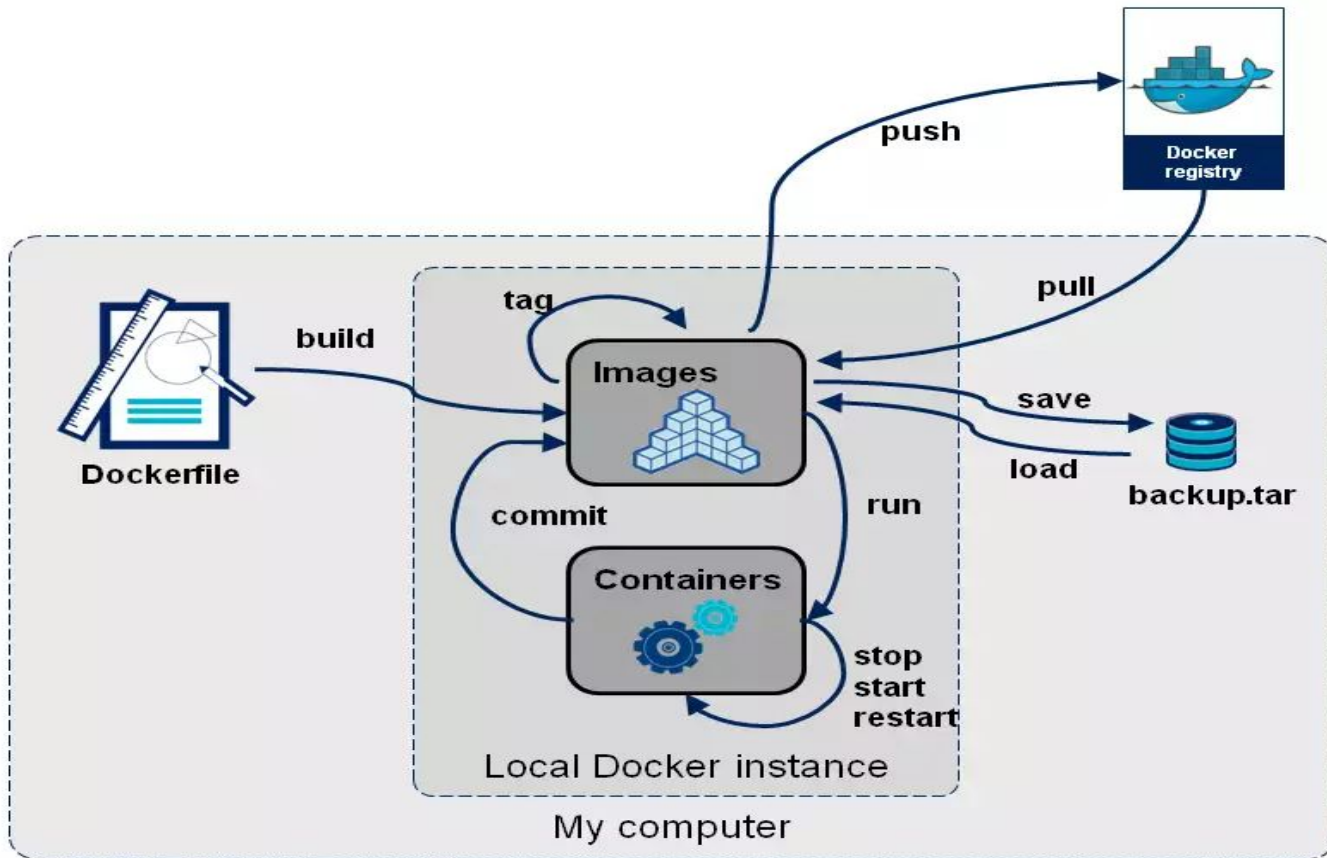 push
Docker
registry
tag
pull
build
Images
save
Dockerfile
load
backup.tar
commit
run
Containers
stop
start
restart
Local Docker instance
My computer